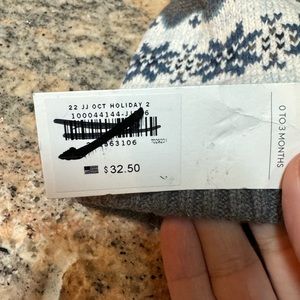 22 JJ OCT HOLIDAY 2
100044144-J
563106
$ 32.50
0 TO 3 MONTHS